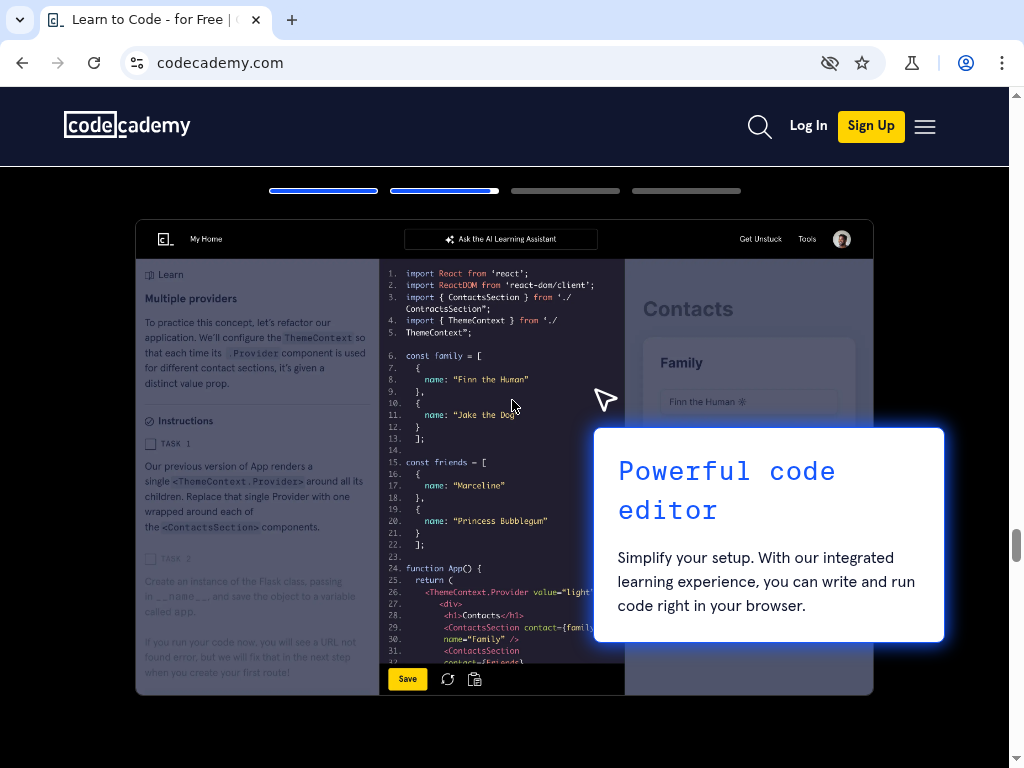 Learn to Code - for Free |
codecademy.com
codecademy
Log In
Sign Up
My Home
Ask the AI Learning Assistant
Get Unstuck
Tools
Learn
Multiple providers
To practice this concept, let's refactor our
application. We'll configure the ThemeContext so
that each time its .Provider component is used
for different contact sections, it's given a
distinct value prop.
Instructions
TASK 1
Our previous version of App renders a
single <ThemeContext.Provider> around all its
children. Replace that single Provider with one
wrapped around each of
the <ContactsSection> components.
TASK 2
Create an instance of the Flask class, passing
in __name__, and save the object to a variable
called app.
If you run your code now, you will see a URL not
found error, but we will fix that in the next step
when you create your first route!
1. import React from 'react';
2. import ReactDOM from 'react-dom/client';
3. import { ContactsSection } from './
ContractsSection";
4. import { ThemeContext } from './
5. ThemeContext";
6. const family = [
7. {
8. name: "Finn the Human"
9. },
10. {
11. name: "Jake the Dog
12. }
13. ];
14.
15. const friends = [
16. {
17. name: "Marceline"
18. },
19. {
20. name: "Princess Bubblegum"
21. }
22. ];
23.
24. function App() {
25. return (
26. <ThemeContext.Provider value="light"
27. <div>
28. <h1>Contacts</h1>
29. <ContactsSection contact={family
30. name="Family" />
31. <ContactsSection
32. contact={Friends}
Save
Contacts
Family
Finn the Human
Powerful code
editor
Simplify your setup. With our integrated
learning experience, you can write and run
code right in your browser.